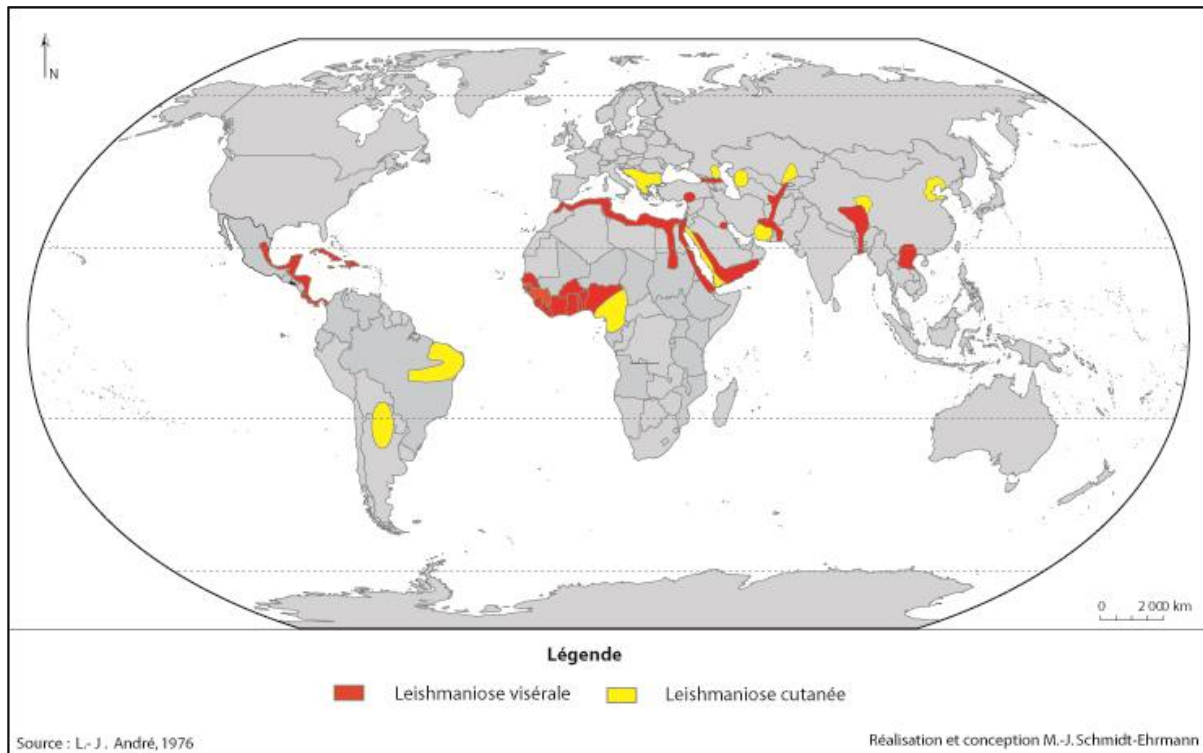 N
0 2 000 km
Légende
Leishmaniose visérale
Leishmaniose cutanée
Source : L.- J . André, 1976
Réalisation et conception M.-J. Schmidt-Ehrmann